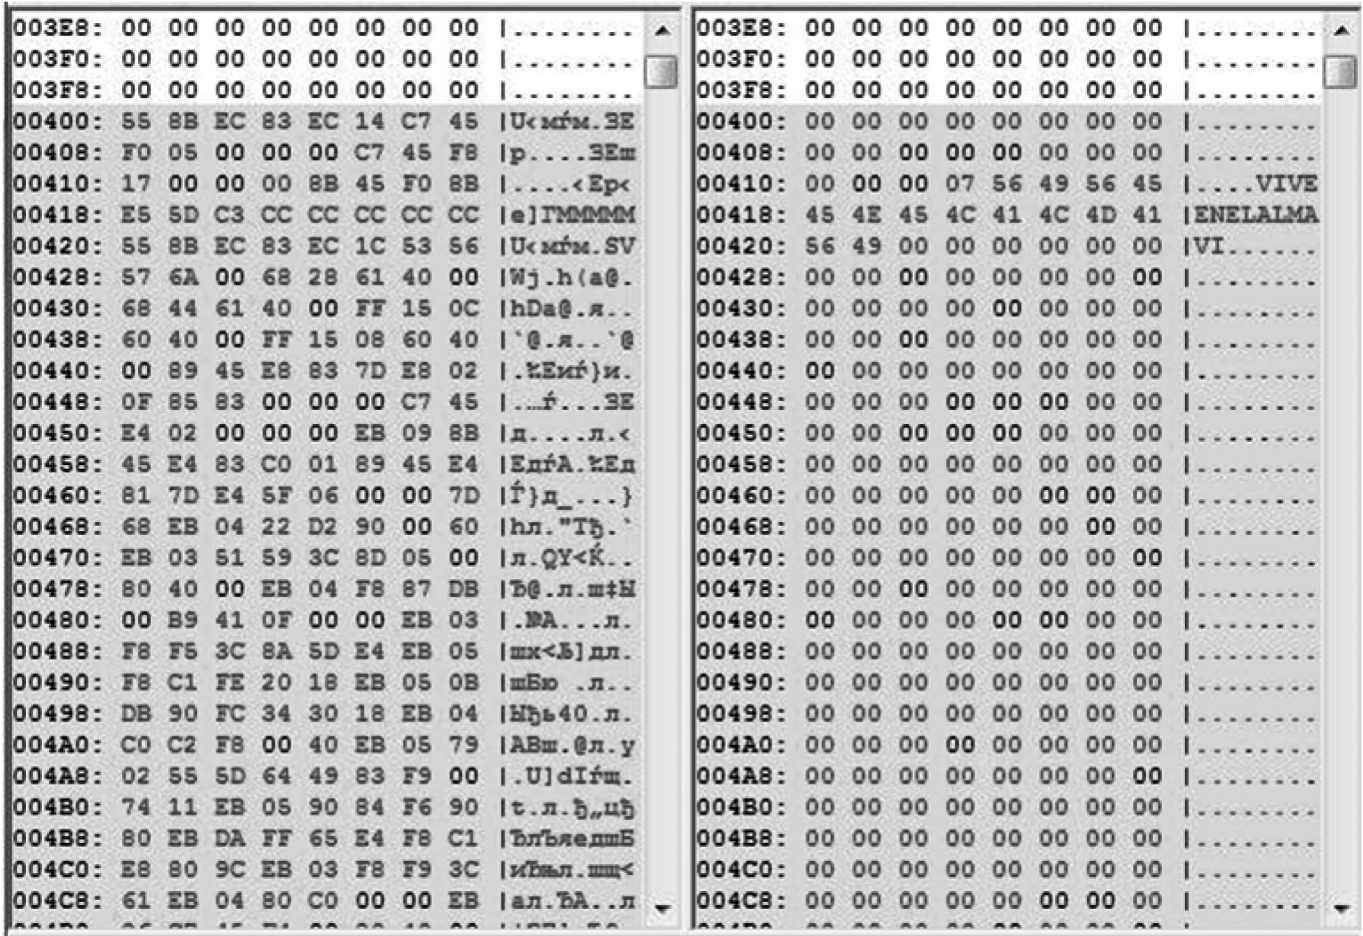 003E8: 00 00 00 00 00 00 00 00 |........
003F0: 00 00 00 00 00 00 00 00 |........
003F8: 00 00 00 00 00 00 00 00 |........
00400: 55 8B EC 83 EC 14 C7 45 |U<мѓм.ЗЕ
00408: F0 05 00 00 00 C7 45 F8 |р....ЗЕш
00410: 17 00 00 00 8B 45 F0 8B |....<Ер<
00418: E5 5D C3 CC CC CC CC CC |е]ГМММММ
00420: 55 8B EC 83 EC 1C 53 56 |U<мѓм.SV
00428: 57 6A 00 68 28 61 40 00 |Wj.h(a@.
00430: 68 44 61 40 00 FF 15 0C |hDa@.я..
00438: 60 40 00 FF 15 08 60 40 |`@.я..`@
00440: 00 89 45 E8 83 7D E8 02 |.‰Eиѓ}и.
00448: 0F 85 83 00 00 00 C7 45 |.…ѓ...ЗЕ
00450: E4 02 00 00 00 EB 09 8B |д....л.<
00458: 45 E4 83 C0 01 89 45 E4 |EдѓА.‰Eд
00460: 81 7D E4 5F 06 00 00 7D |Ѓ}д_...}
00468: 68 EB 04 22 D2 90 00 60 |hл."Тђ.`
00470: EB 03 51 59 3C 8D 05 00 |л.QY<Ќ..
00478: 80 40 00 EB 04 F8 87 DB |Ђ@.л.ш‡Ы
00480: 00 B9 41 0F 00 00 EB 03 |.№A...л.
00488: F8 F5 3C 8A 5D E4 EB 05 |шх<Љ]дл.
00490: F8 C1 FE 20 18 EB 05 0B |шБю .л..
00498: DB 90 FC 34 30 18 EB 04 |Ыђь40.л.
004A0: C0 C2 F8 00 40 EB 05 79 |АВш.@л.y
004A8: 02 55 5D 64 49 83 F9 00 |.U]dIѓщ.
004B0: 74 11 EB 05 90 84 F6 90 |t.л.ђ„цђ
004B8: 80 EB DA FF 65 E4 F8 C1 |ЂлЪяeдшБ
004C0: E8 80 9C EB 03 F8 F9 3C |иЂњл.шщ<
004C8: 61 EB 04 80 C0 00 00 EB |aл.ЂА..л
003E8: 00 00 00 00 00 00 00 00 |........
003F0: 00 00 00 00 00 00 00 00 |........
003F8: 00 00 00 00 00 00 00 00 |........
00400: 00 00 00 00 00 00 00 00 |........
00408: 00 00 00 00 00 00 00 00 |........
00410: 00 00 00 07 56 49 56 45 |....VIVE
00418: 45 4E 45 4C 41 4C 4D 41 |ENELALMA
00420: 56 49 00 00 00 00 00 00 |VI......
00428: 00 00 00 00 00 00 00 00 |........
00430: 00 00 00 00 00 00 00 00 |........
00438: 00 00 00 00 00 00 00 00 |........
00440: 00 00 00 00 00 00 00 00 |........
00448: 00 00 00 00 00 00 00 00 |........
00450: 00 00 00 00 00 00 00 00 |........
00458: 00 00 00 00 00 00 00 00 |........
00460: 00 00 00 00 00 00 00 00 |........
00468: 00 00 00 00 00 00 00 00 |........
00470: 00 00 00 00 00 00 00 00 |........
00478: 00 00 00 00 00 00 00 00 |........
00480: 00 00 00 00 00 00 00 00 |........
00488: 00 00 00 00 00 00 00 00 |........
00490: 00 00 00 00 00 00 00 00 |........
00498: 00 00 00 00 00 00 00 00 |........
004A0: 00 00 00 00 00 00 00 00 |........
004A8: 00 00 00 00 00 00 00 00 |........
004B0: 00 00 00 00 00 00 00 00 |........
004B8: 00 00 00 00 00 00 00 00 |........
004C0: 00 00 00 00 00 00 00 00 |........
004C8: 00 00 00 00 00 00 00 00 |........